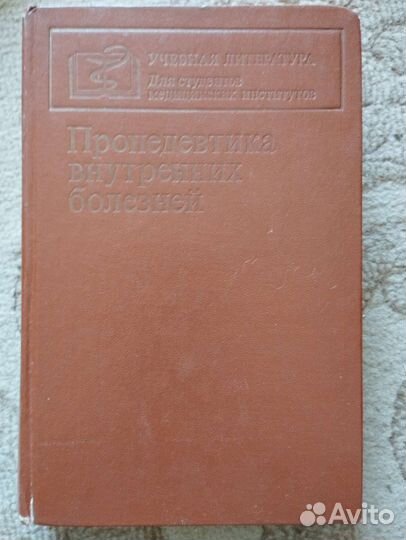 УЧЕБНАЯ ЛИТЕРАТУРА
Для студентов
медицинских институтов
Пропедевтика
внутренних
болезней
Avito